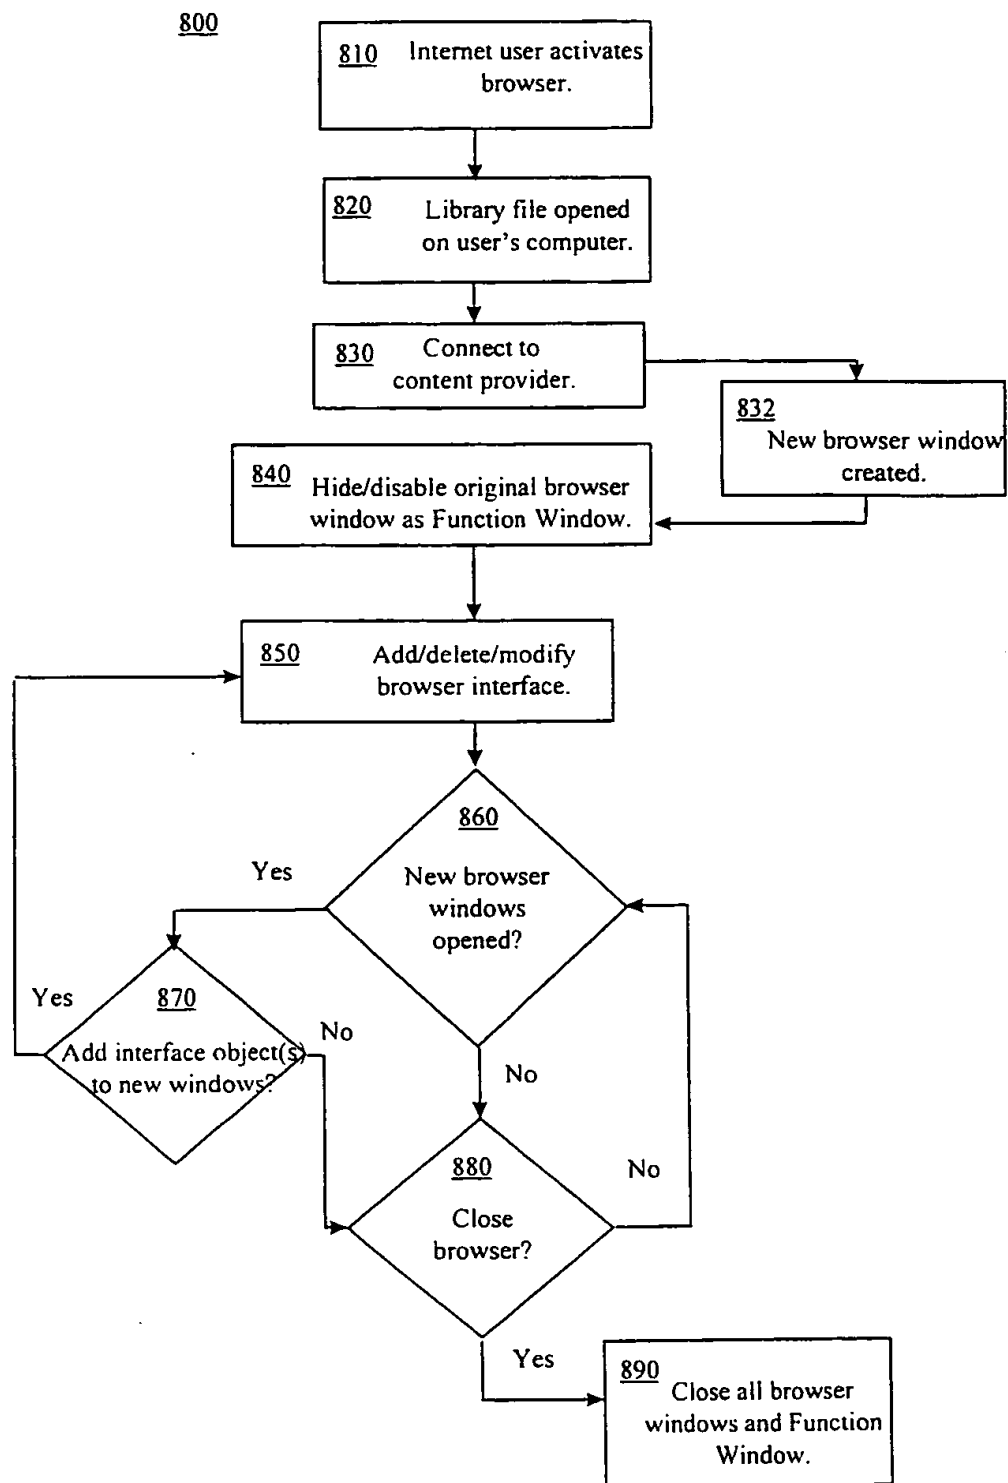 800
810 Internet user activates
browser.
820 Library file opened
on user's computer.
830 Connect to
content provider.
832
New browser window
created.
840
Hide/disable original browser
window as Function Window.
850 Add/delete/modify
browser interface.
860
New browser
windows
opened?
Yes
No
870
Add interface object(s)
to new windows?
Yes
No
880
Close
browser?
No
Yes
890
Close all browser
windows and Function
Window.